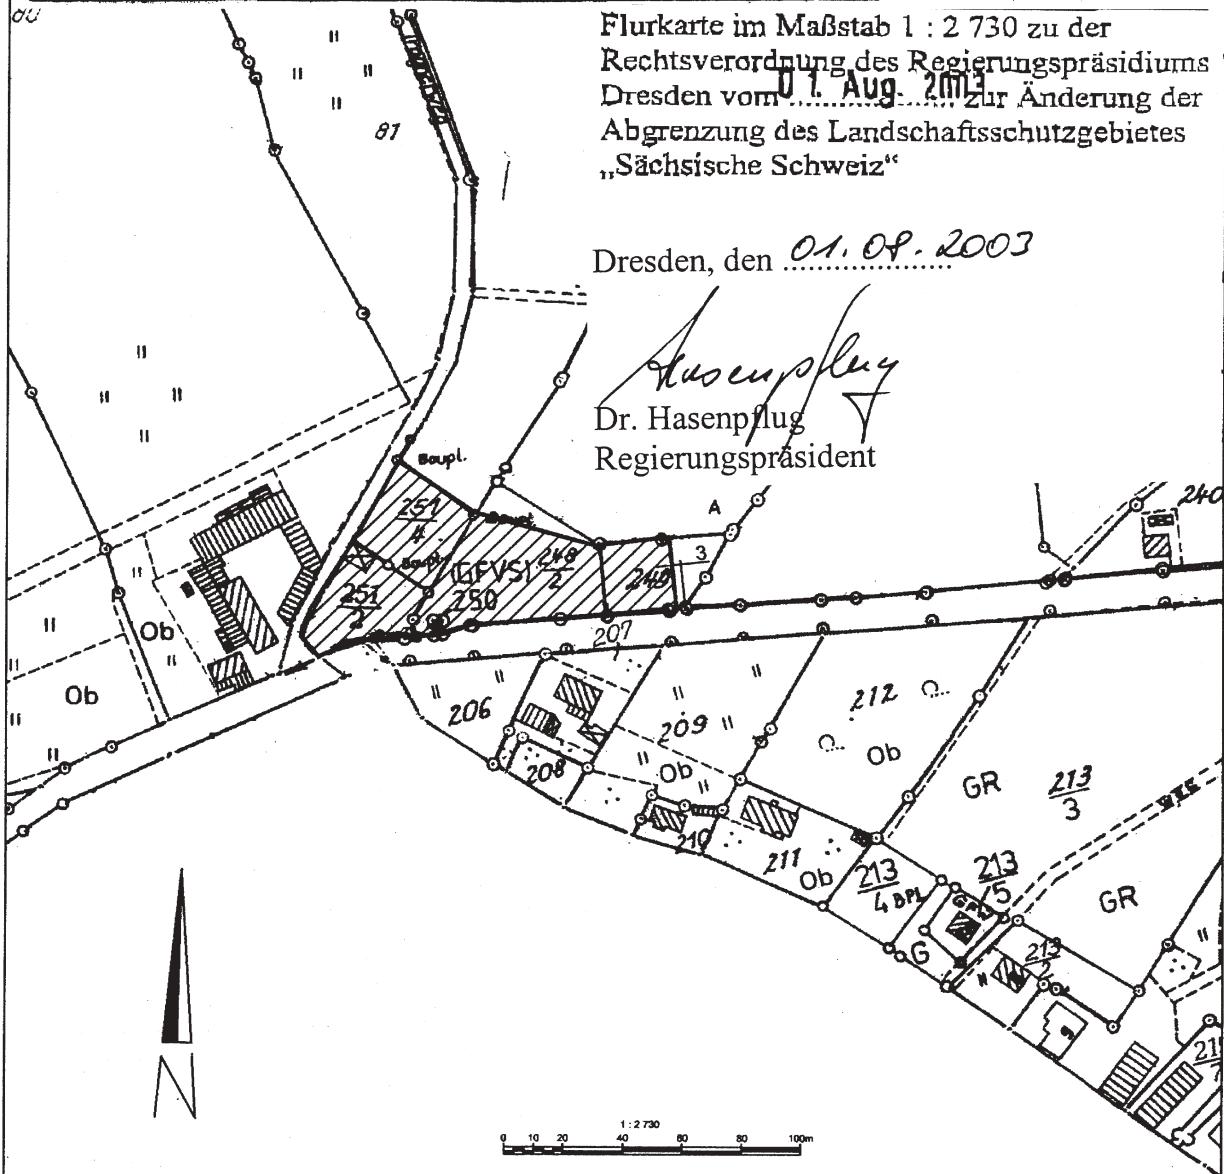 Flurkarte im Maßstab 1 : 2 730 zu der
Rechtsverordnung des Regierungspräsidiums
Dresden vom 01. Aug. 2003 zur Änderung der
Abgrenzung des Landschaftsschutzgebietes
„Sächsische Schweiz“
81
Dresden, den 01.08.2003
Hasenpflug
Dr. Hasenpflug
Regierungspräsident
Baupl.
A
240
251
4
3
Baupl.
(GFVS)
248
2
249
251
2
250
Ob
207
Ob
206
209
212
208
Ob
Ob
GR
213
3
210
211
Ob
213
4 BPL
213
5
GR
G
213
2
N
1 : 2 730
0 10 20 40 60 80 100m